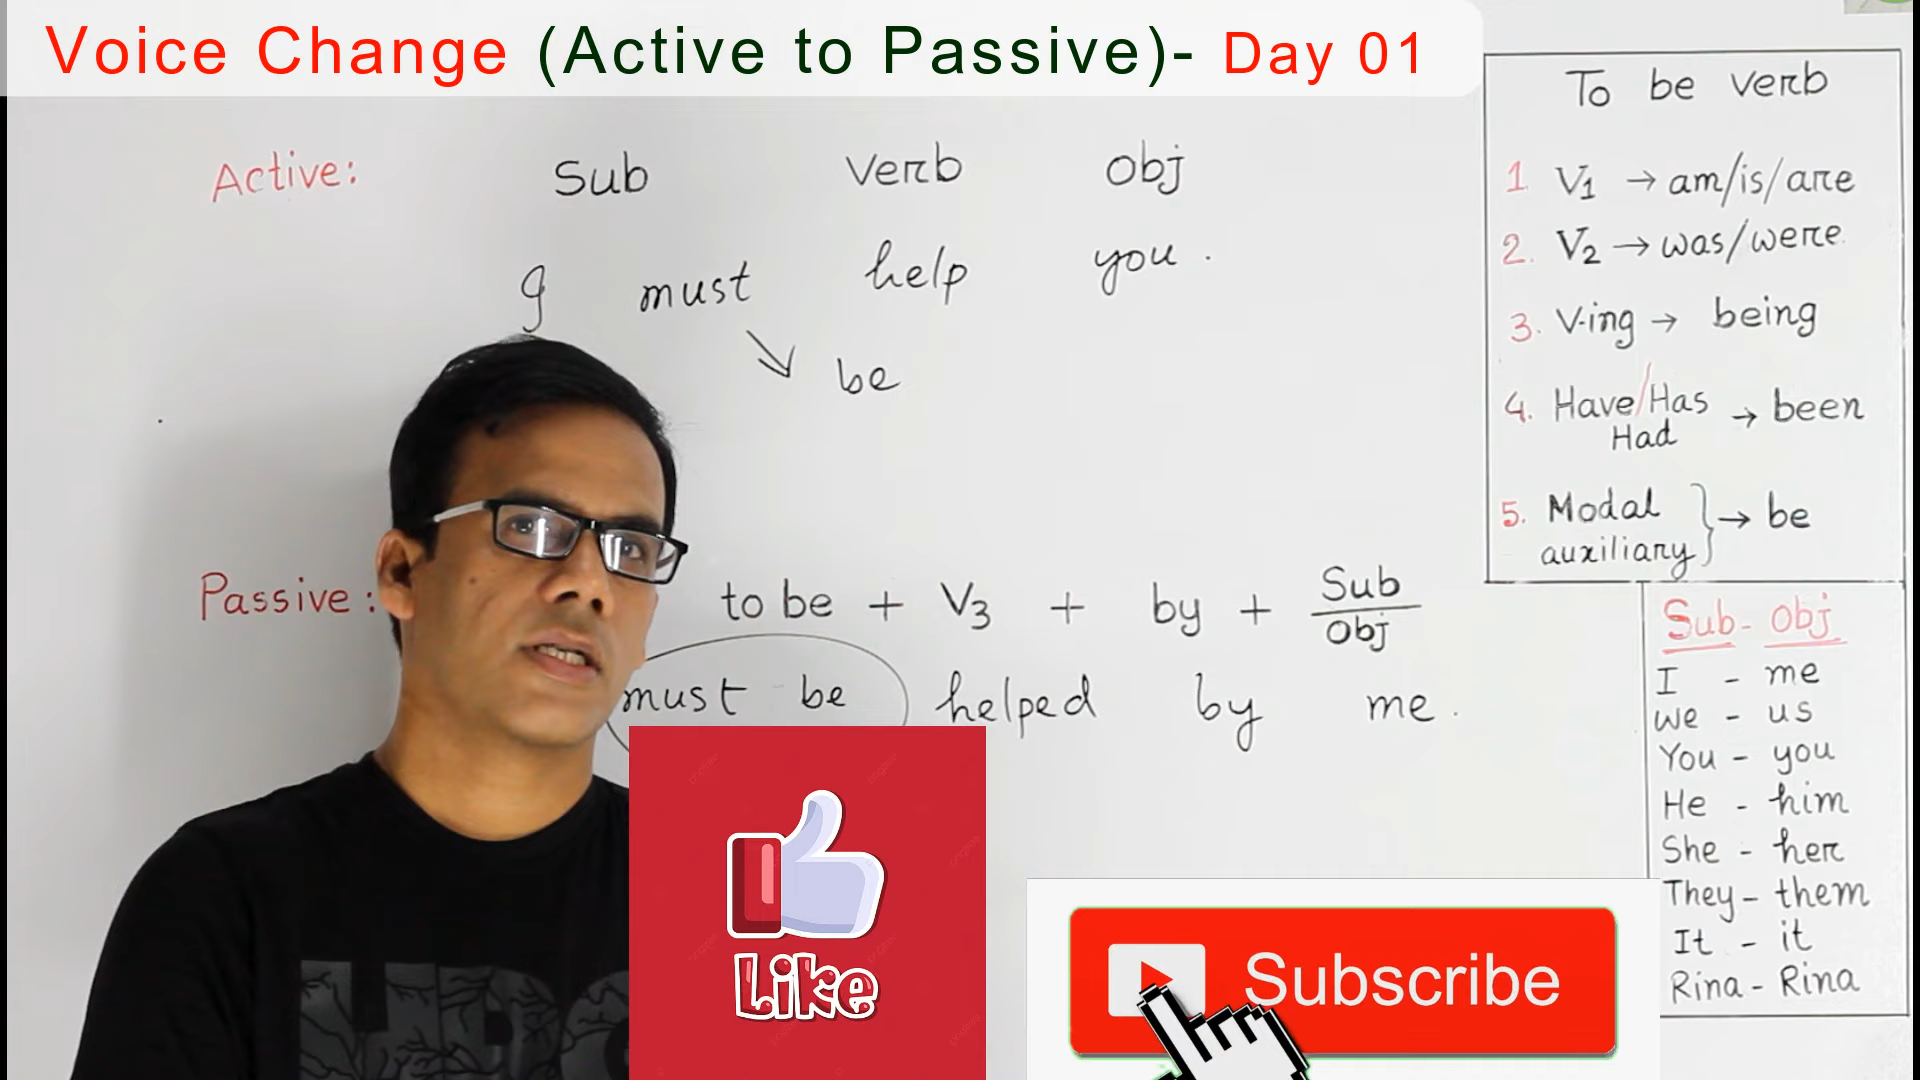 Voice Change (Active to Passive)- Day 01
Active: Sub Verb Obj
I must help you.
be
Passive: to be + V3 + by + Sub
Obj
must be helped by me.
Like
Subscribe
To be verb
1. V1 → am/is/are
2. V2 → was/were
3. V-ing → being
4. Have/Has → been
Had
5. Modal } → be
auxiliary
Sub - Obj
I - me
We - us
You - you
He - him
She - her
They - them
It - it
Rina - Rina